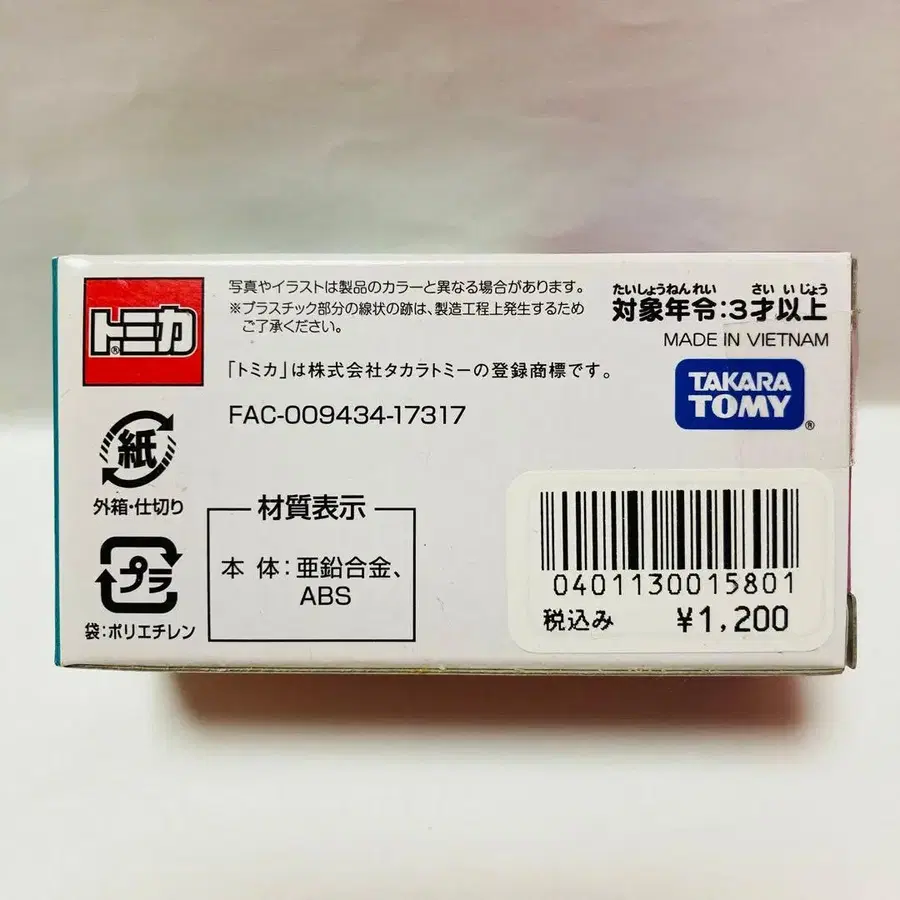 トミカ®
写真やイラストは製品のカラーと異なる場合があります。
※プラスチック部分の線状の跡は、製造工程上発生するため
ご了承ください。
「トミカ」は株式会社タカラトミーの登録商標です。
FAC-009434-17317
たいしょうねんれい さいいじょう
対象年令:3才以上
MADE IN VIETNAM
TAKARA
TOMY®
紙
外箱・仕切り
プラ
袋:ポリエチレン
材質表示
本体:亜鉛合金、
ABS
0401130015801
税込み ¥1,200